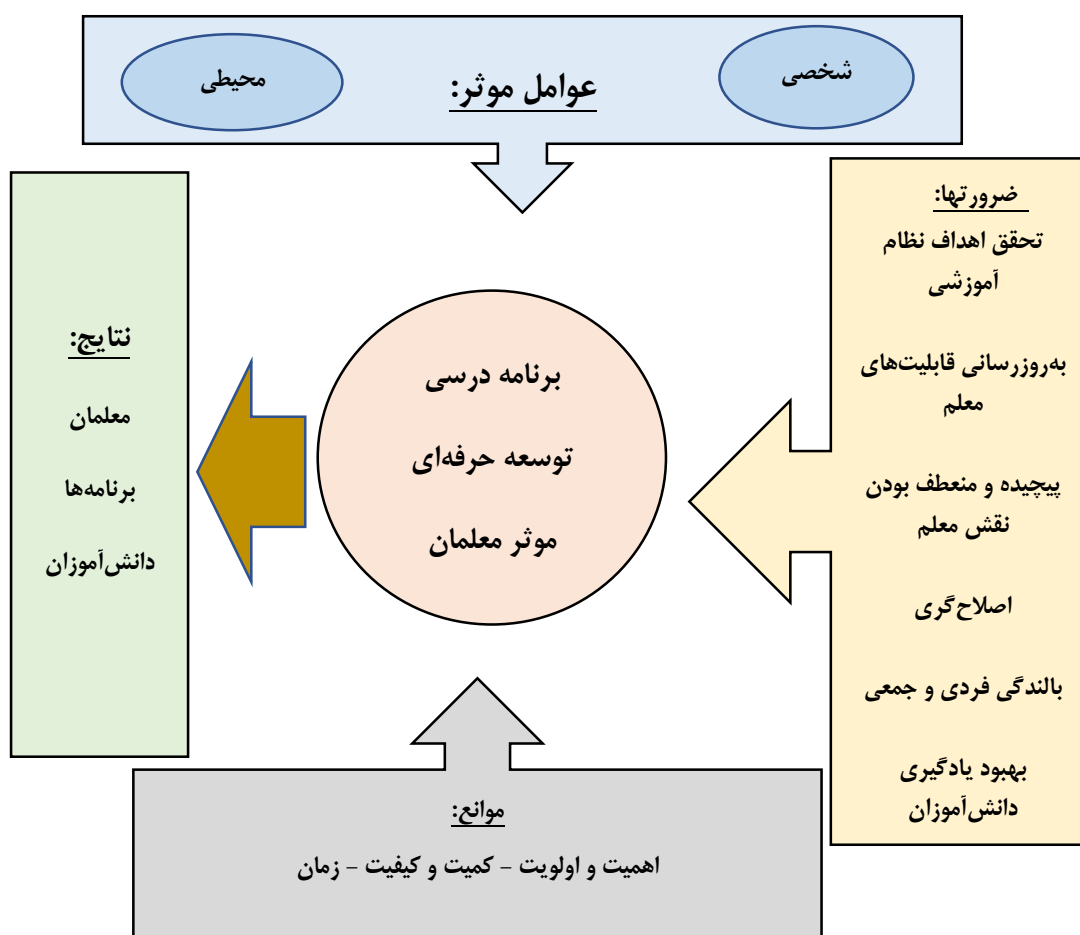 شخصی
عوامل موثر:
محیطی
ضرورتها:
تحقق اهداف نظام
آموزشی
به‌روزرسانی قابلیت‌های
معلم
پیچیده و منعطف بودن
نقش معلم
اصلاح‌گری
بالندگی فردی و جمعی
بهبود یادگیری
دانش‌آموزان
برنامه درسی
توسعه حرفه‌ای
موثر معلمان
نتایج:
معلمان
برنامه‌ها
دانش‌آموزان
موانع:
اهمیت و اولویت – کمیت و کیفیت – زمان